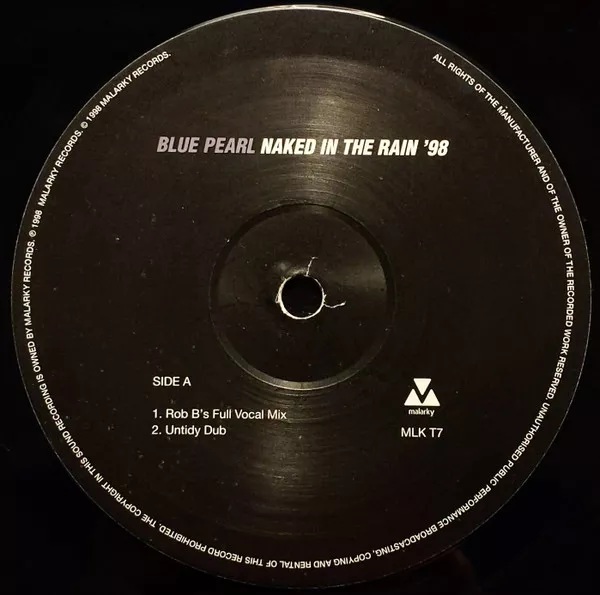 BLUE PEARL NAKED IN THE RAIN '98
SIDE A
1. Rob B's Full Vocal Mix
2. Untidy Dub
malarky
MLK T7
ALL RIGHTS OF THE MANUFACTURER AND OF THE OWNER OF THE RECORDED WORK RESERVED. UNAUTHORISED PUBLIC PERFORMANCE BROADCASTING, COPYING AND RENTAL OF THIS RECORD PROHIBITED. THE COPYRIGHT IN THIS SOUND RECORDING IS OWNED BY MALARKY RECORDS. ℗ 1998 MALARKY RECORDS. © 1998 MALARKY RECORDS.